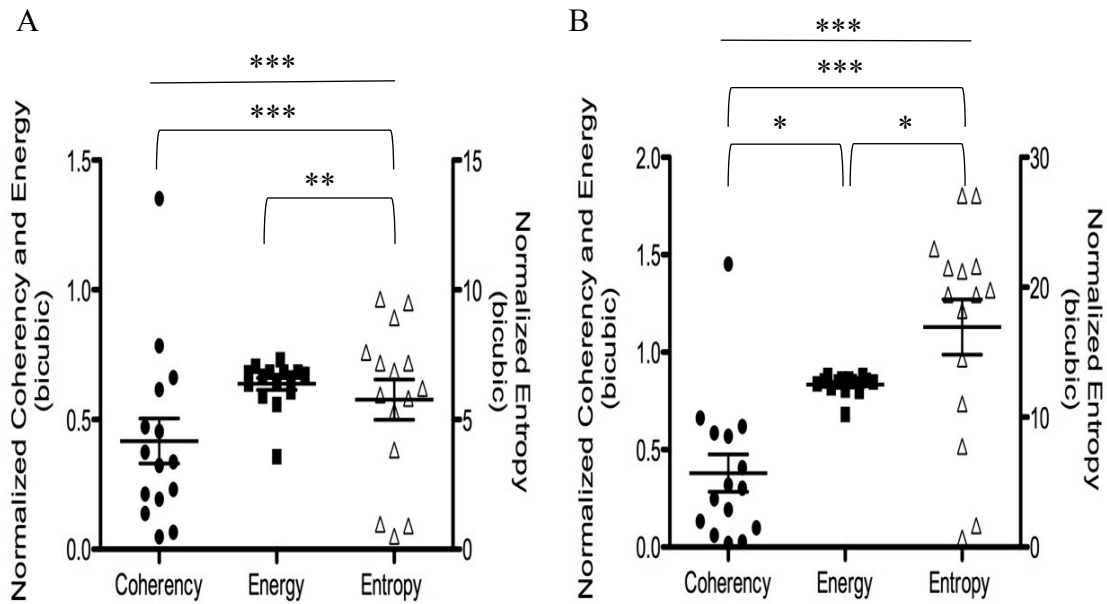 A
***
***
**
Normalized Coherency and Energy
(bicubic)
1.5
1.0
0.5
0.0
15
10
5
0
Normalized Entropy
(bicubic)
Coherency Energy Entropy
B
***
***
* *
Normalized Coherency and Energy
(bicubic)
2.0
1.5
1.0
0.5
0.0
30
20
10
0
Normalized Entropy
(bicubic)
Coherency Energy Entropy